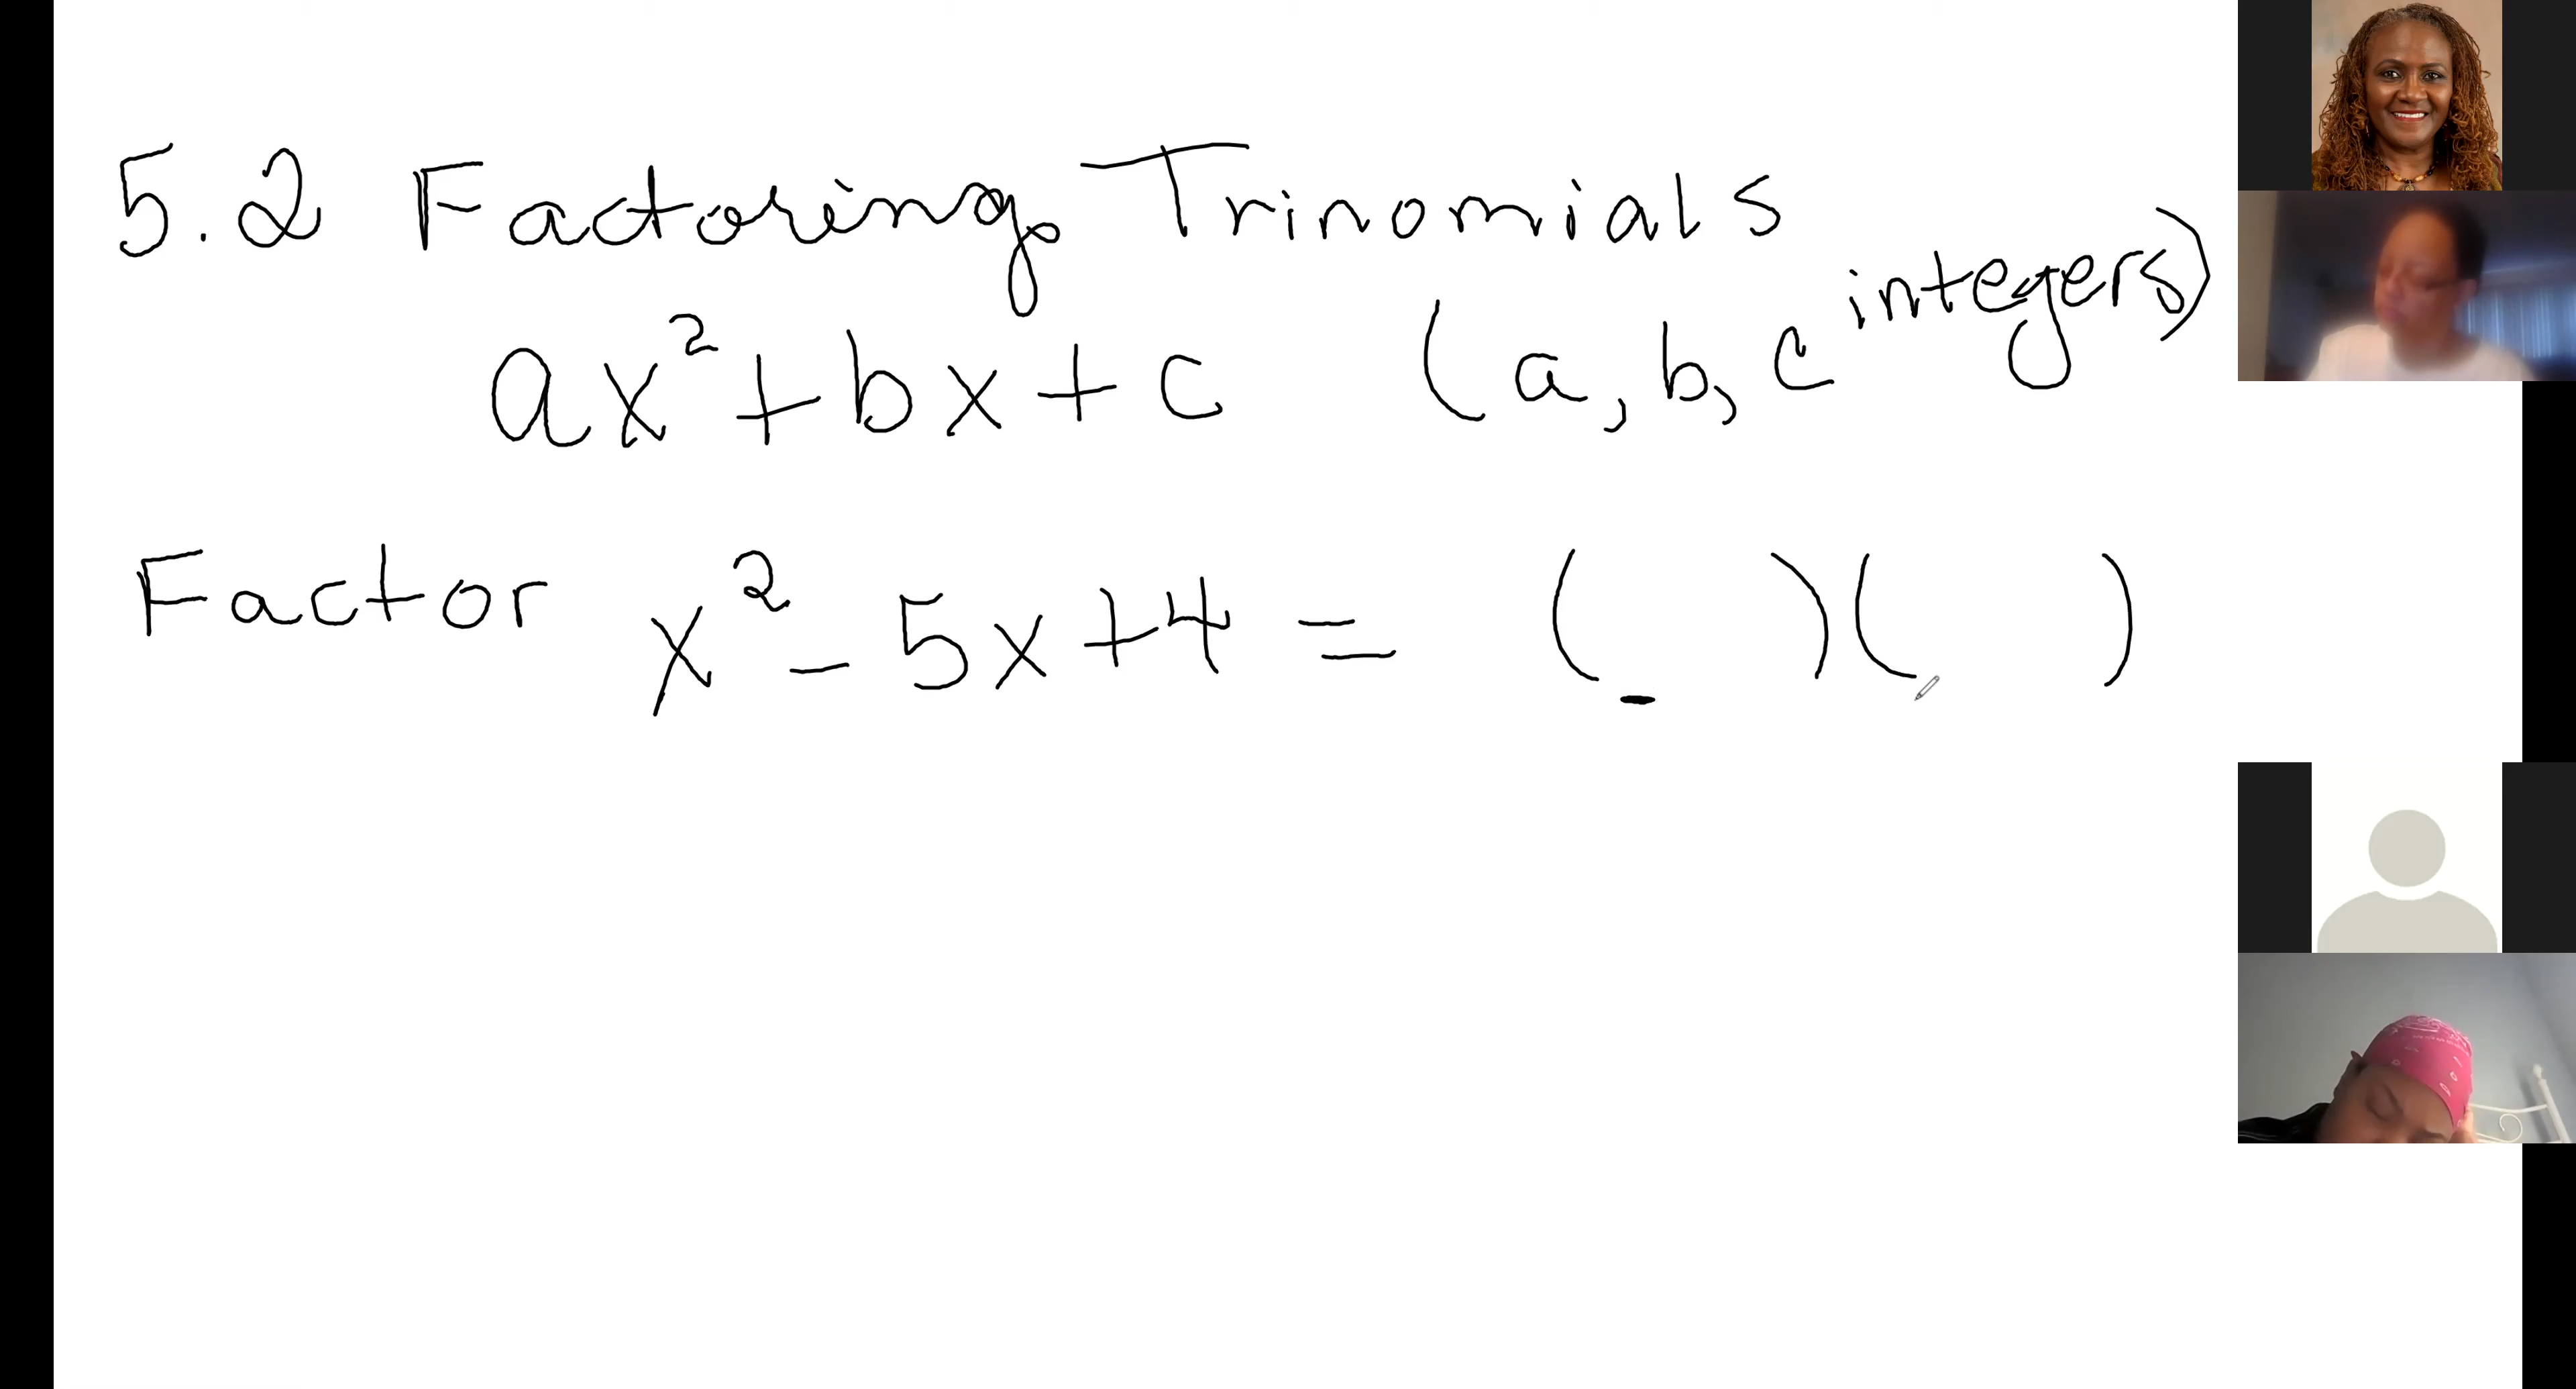 5.2 Factoring Trinomials
ax² + bx + c (a, b, c integers)
Factor x² - 5x + 4 = ( )( )